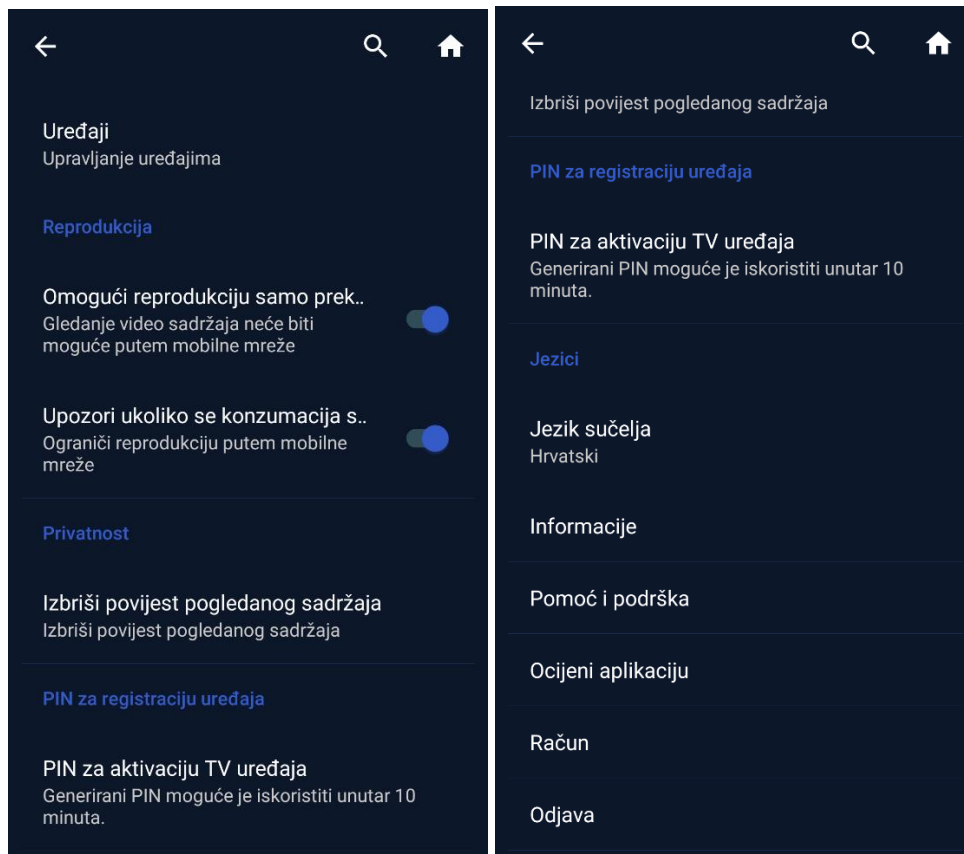 Uređaji
Upravljanje uređajima
Reprodukcija
Omogući reprodukciju samo prek..
Gledanje video sadržaja neće biti
moguće putem mobilne mreže
Upozori ukoliko se konzumacija s..
Ograniči reprodukciju putem mobilne
mreže
Privatnost
Izbriši povijest pogledanog sadržaja
Izbriši povijest pogledanog sadržaja
PIN za registraciju uređaja
PIN za aktivaciju TV uređaja
Generirani PIN moguće je iskoristiti unutar 10
minuta.
Izbriši povijest pogledanog sadržaja
PIN za registraciju uređaja
PIN za aktivaciju TV uređaja
Generirani PIN moguće je iskoristiti unutar 10
minuta.
Jezici
Jezik sučelja
Hrvatski
Informacije
Pomoć i podrška
Ocijeni aplikaciju
Račun
Odjava